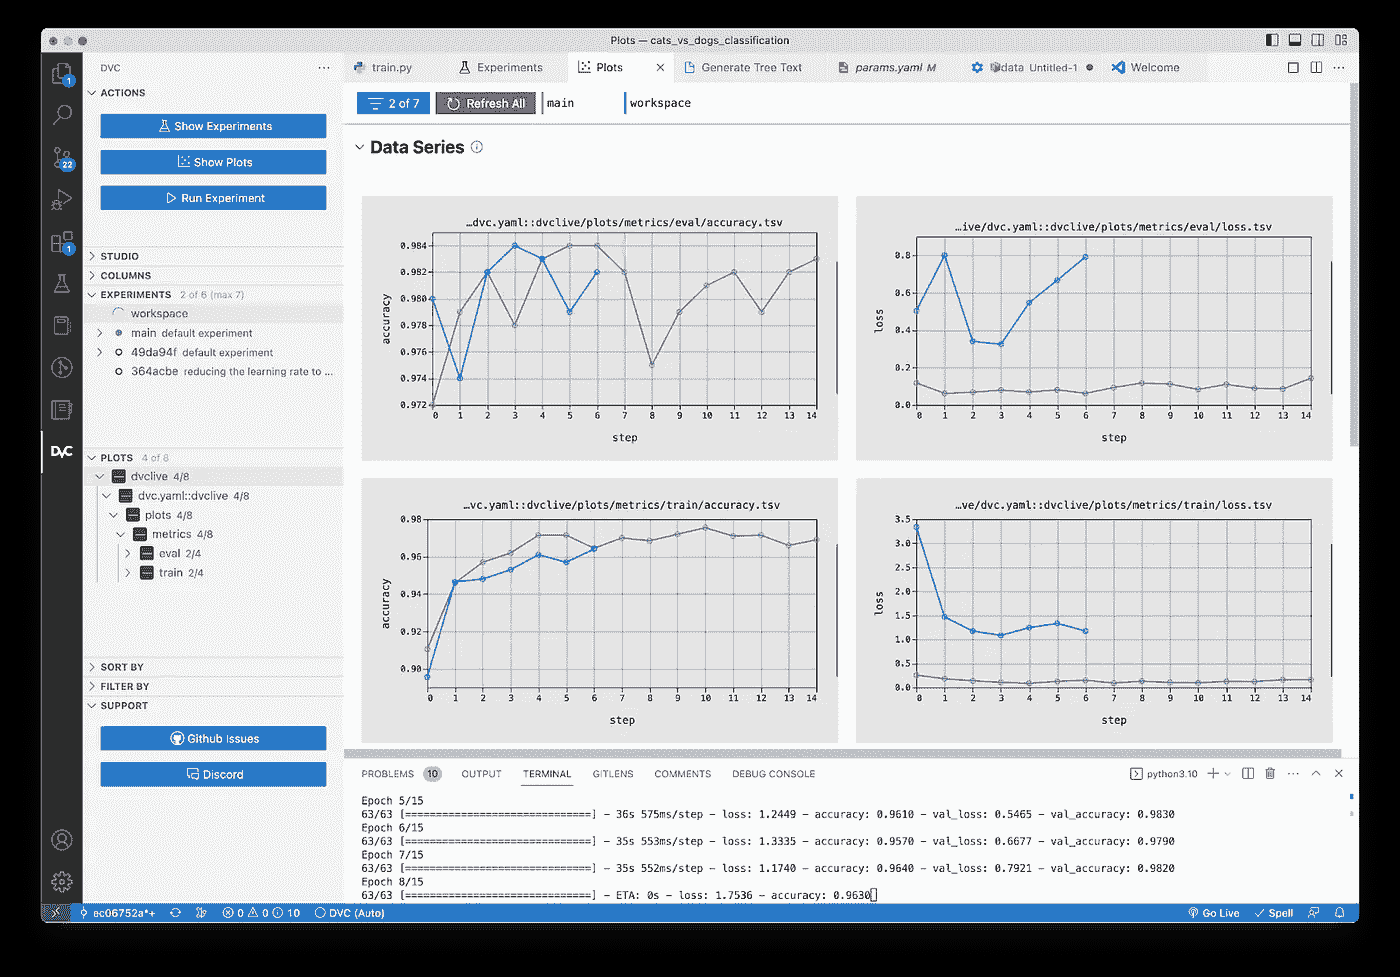 Plots — cats_vs_dogs_classification
DVC
ACTIONS
Show Experiments
Show Plots
Run Experiment
STUDIO
COLUMNS
EXPERIMENTS 2 of 6 (max 7)
workspace
main default experiment
49da94f default experiment
364acbe reducing the learning rate to ...
PLOTS 4 of 8
dvclive 4/8
dvc.yaml::dvclive 4/8
plots 4/8
metrics 4/8
eval 2/4
train 2/4
SORT BY
FILTER BY
SUPPORT
Github Issues
Discord
1
22
1
DVC
train.py
Experiments
Plots
Generate Tree Text
params.yaml M
data Untitled-1
Welcome
2 of 7
Refresh All
main
workspace
Data Series
…dvc.yaml::dvclive/plots/metrics/eval/accuracy.tsv
accuracy
0.984
0.982
0.980
0.978
0.976
0.974
0.972
0 1 2 3 4 5 6 7 8 9 10 11 12 13 14
step
…ive/dvc.yaml::dvclive/plots/metrics/eval/loss.tsv
loss
0.8
0.6
0.4
0.2
0.0
0 1 2 3 4 5 6 7 8 9 10 11 12 13 14
step
…vc.yaml::dvclive/plots/metrics/train/accuracy.tsv
accuracy
0.98
0.96
0.94
0.92
0.90
0 1 2 3 4 5 6 7 8 9 10 11 12 13 14
step
…ve/dvc.yaml::dvclive/plots/metrics/train/loss.tsv
loss
3.5
3.0
2.5
2.0
1.5
1.0
0.5
0.0
0 1 2 3 4 5 6 7 8 9 10 11 12 13 14
step
PROBLEMS 10 OUTPUT TERMINAL GITLENS COMMENTS DEBUG CONSOLE
python3.10
Epoch 5/15
63/63 [==============================] - 36s 575ms/step - loss: 1.2449 - accuracy: 0.9610 - val_loss: 0.5465 - val_accuracy: 0.9830
Epoch 6/15
63/63 [==============================] - 35s 553ms/step - loss: 1.3335 - accuracy: 0.9570 - val_loss: 0.6677 - val_accuracy: 0.9790
Epoch 7/15
63/63 [==============================] - 35s 552ms/step - loss: 1.1740 - accuracy: 0.9640 - val_loss: 0.7921 - val_accuracy: 0.9820
Epoch 8/15
63/63 [==============================] - ETA: 0s - loss: 1.7536 - accuracy: 0.9630
ec06752a*+
0 0 10
DVC (Auto)
Go Live
Spell